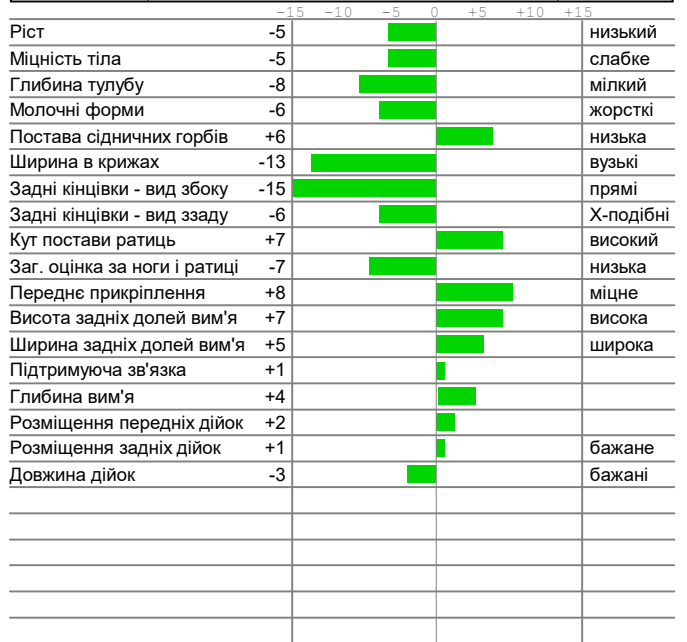 -15 -10 -5 0 +5 +10 +15
Ріст -5 низький
Міцність тіла -5 слабке
Глибина тулубу -8 мілкий
Молочні форми -6 жорсткі
Постава сідничних горбів +6 низька
Ширина в крижах -13 вузькі
Задні кінцівки - вид збоку -15 прямі
Задні кінцівки - вид ззаду -6 Х-подібні
Кут постави ратиць +7 високий
Заг. оцінка за ноги і ратиці -7 низька
Переднє прикріплення +8 міцне
Висота задніх долей вим'я +7 висока
Ширина задніх долей вим'я +5 широка
Підтримуюча зв'язка +1
Глибина вим'я +4
Розміщення передніх дійок +2
Розміщення задніх дійок +1 бажане
Довжина дійок -3 бажані